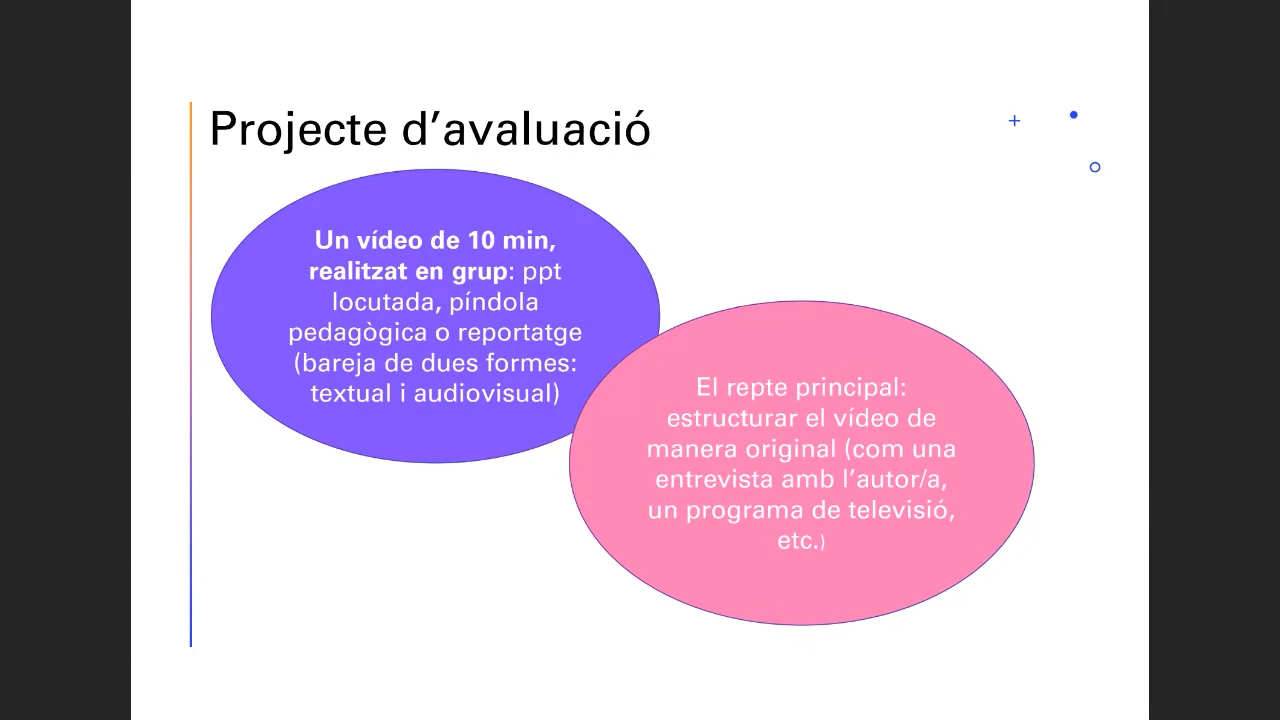 Projecte d’avaluació
Un vídeo de 10 min,
realitzat en grup: ppt
locutada, píndola
pedagògica o reportatge
(bareja de dues formes:
textual i audiovisual)
El repte principal:
estructurar el vídeo de
manera original (com una
entrevista amb l’autor/a,
un programa de televisió,
etc.)